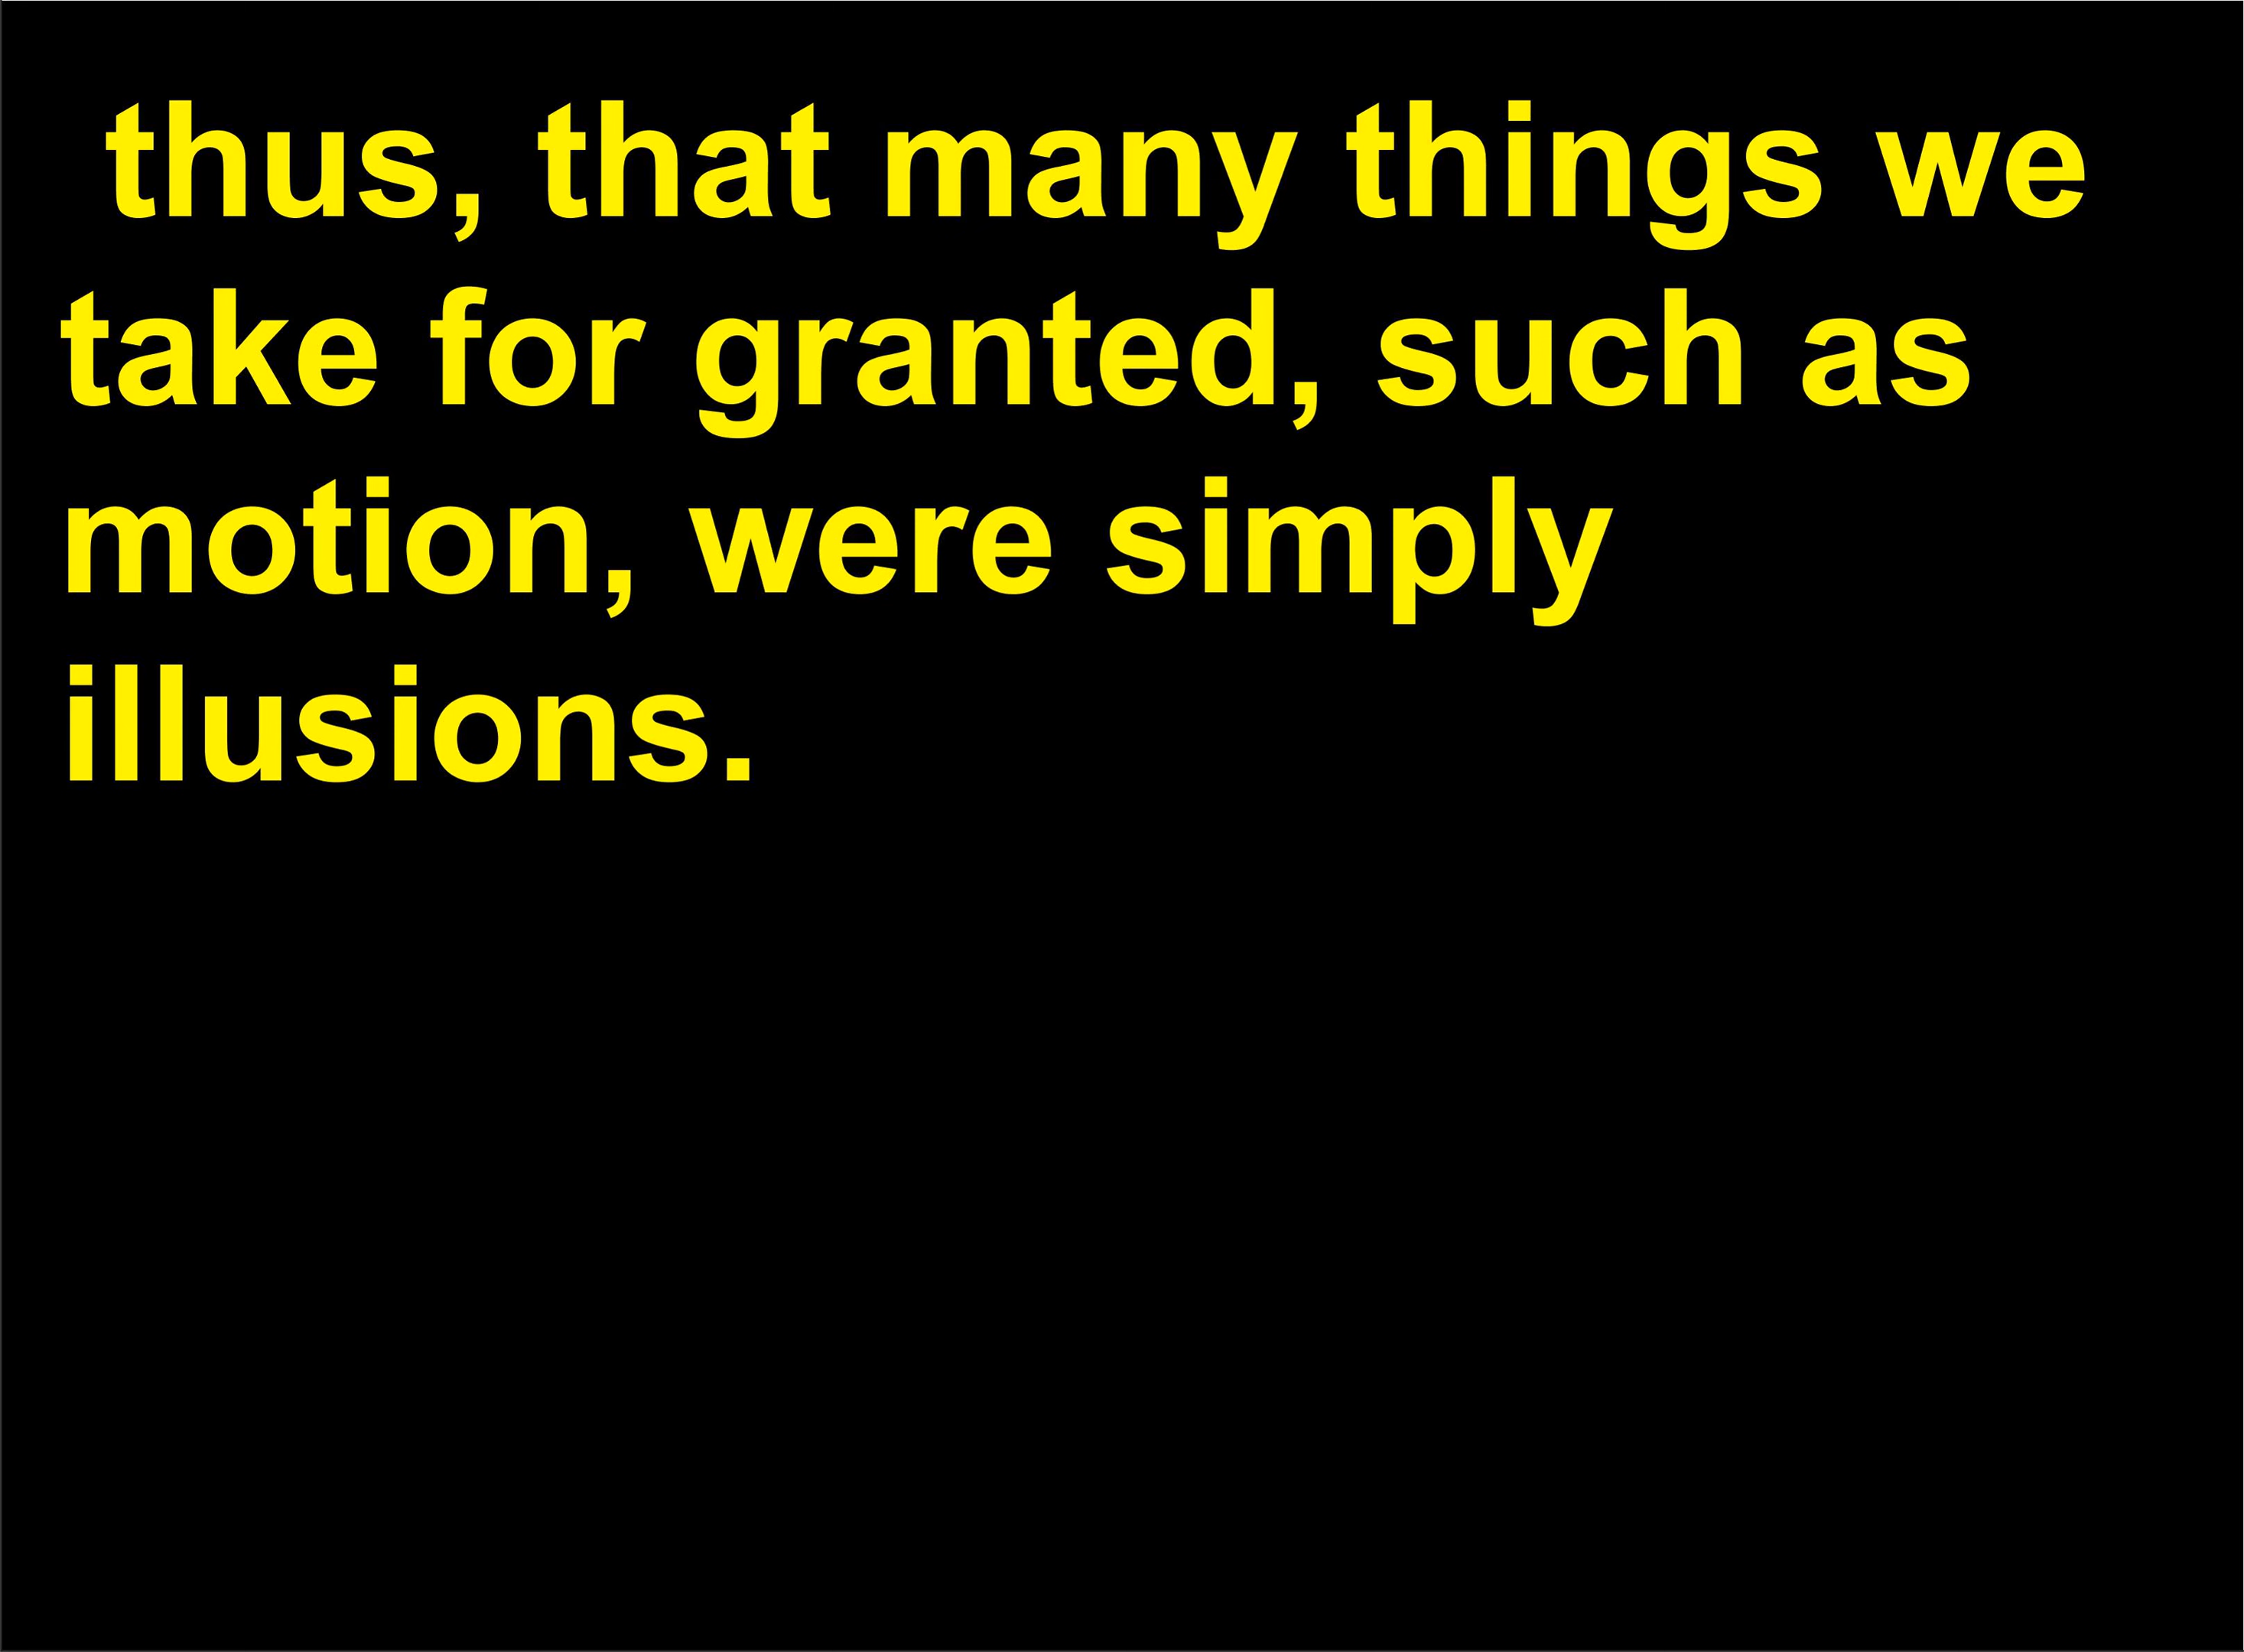 thus, that many things we
take for granted, such as
motion, were simply
illusions.